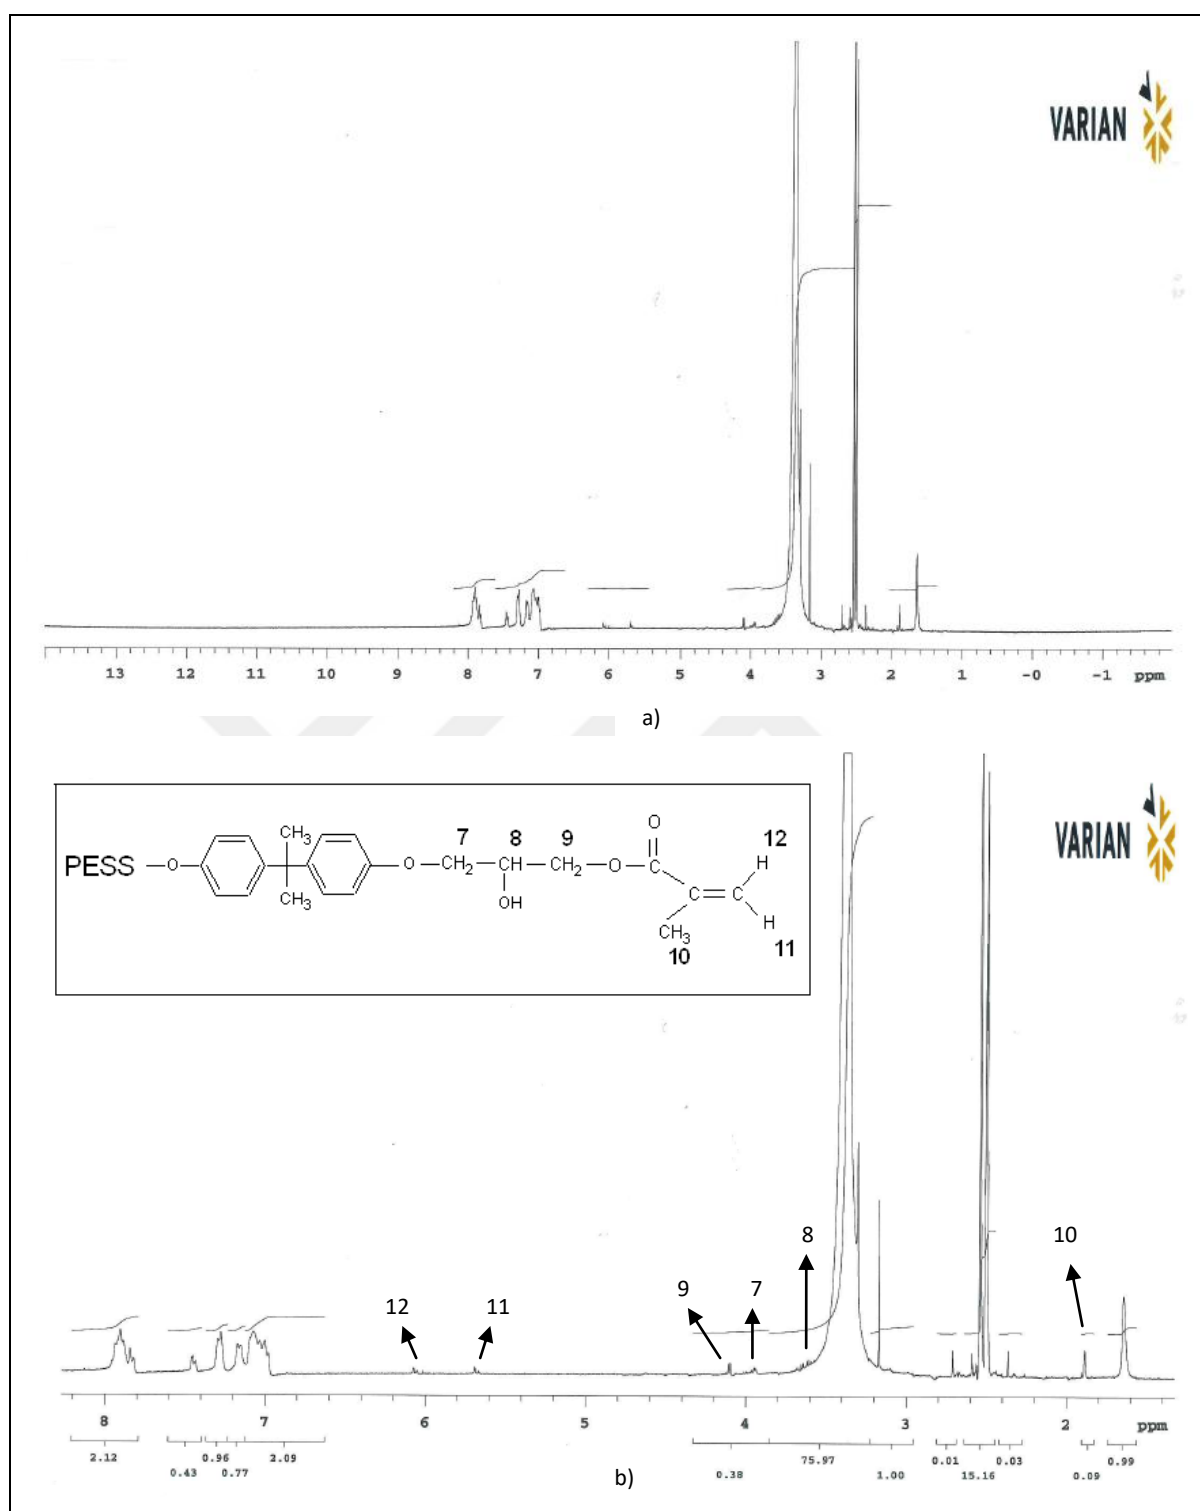 VARIAN
13 12 11 10 9 8 7 6 5 4 3 2 1 -0 -1 ppm
a)
VARIAN
PESS
O
CH3
CH3
O
7
CH2
8
CH
OH
9
CH2
O
O
C
C
CH3
10
C
H
12
H
11
12
11
9
7
8
10
8 7 6 5 4 3 2 ppm
2.12 0.96 2.09 75.97 0.01 0.03 0.99
0.43 0.77 0.38 1.00 15.16 0.09
b)